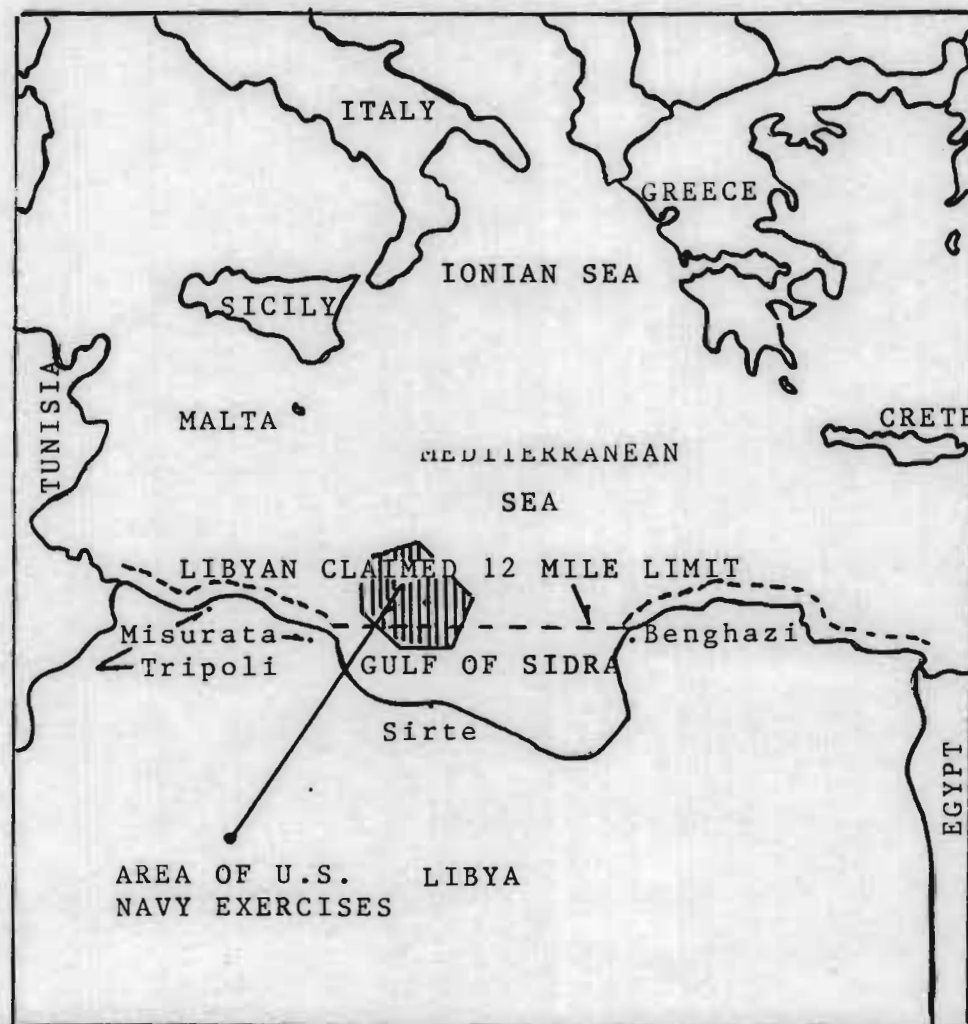 ITALY
GREECE
IONIAN SEA
SICILY
TUNISIA
MALTA
CRETE
MEDITERRANEAN
SEA
LIBYAN CLAIMED 12 MILE LIMIT
Misurata
Benghazi
Tripoli
GULF OF SIDRA
Sirte
EGYPT
AREA OF U.S.
NAVY EXERCISES
LIBYA